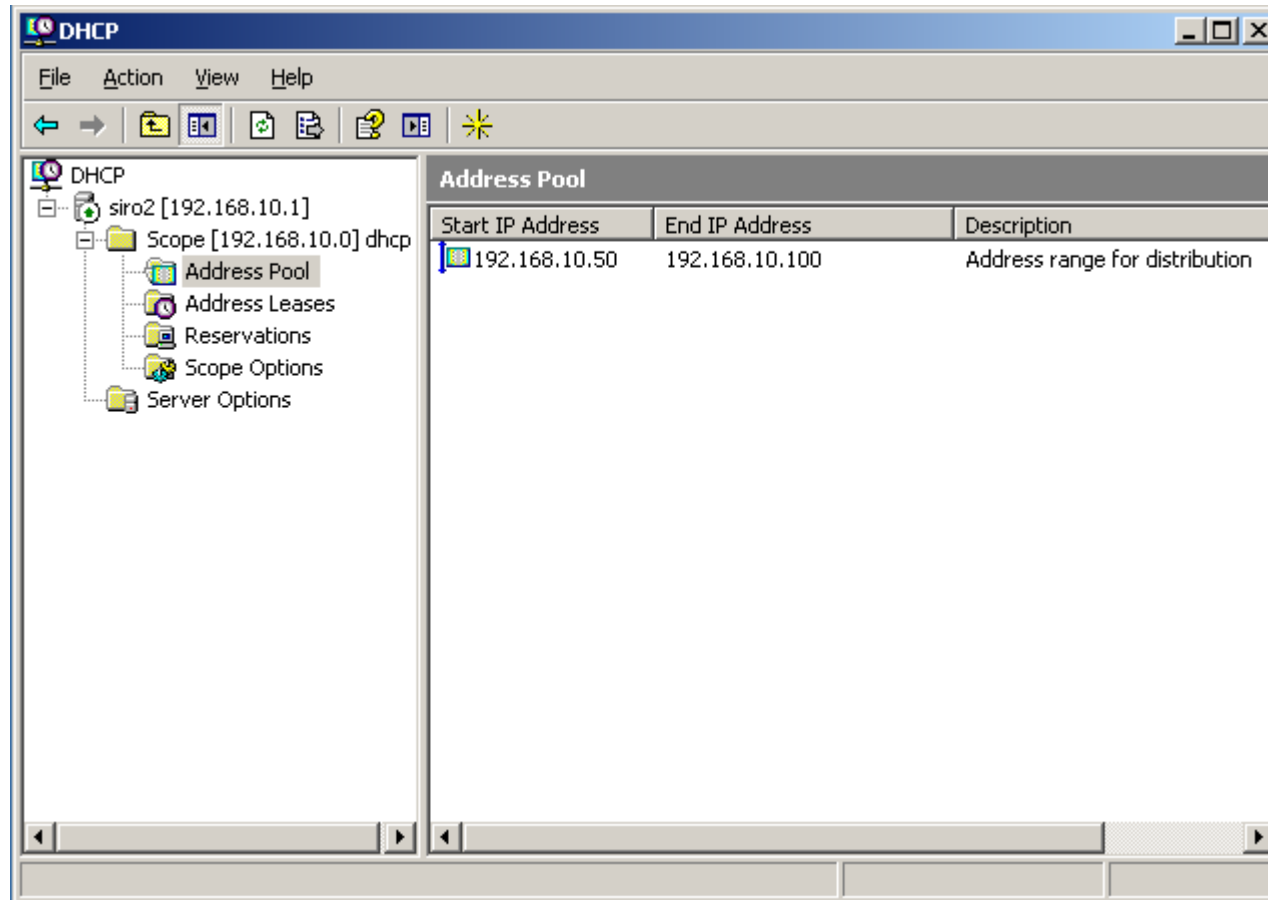 DHCP
File Action View Help
DHCP
siro2 [192.168.10.1]
Scope [192.168.10.0] dhcp
Address Pool
Address Leases
Reservations
Scope Options
Server Options
Address Pool
Start IP Address End IP Address Description
192.168.10.50 192.168.10.100 Address range for distribution